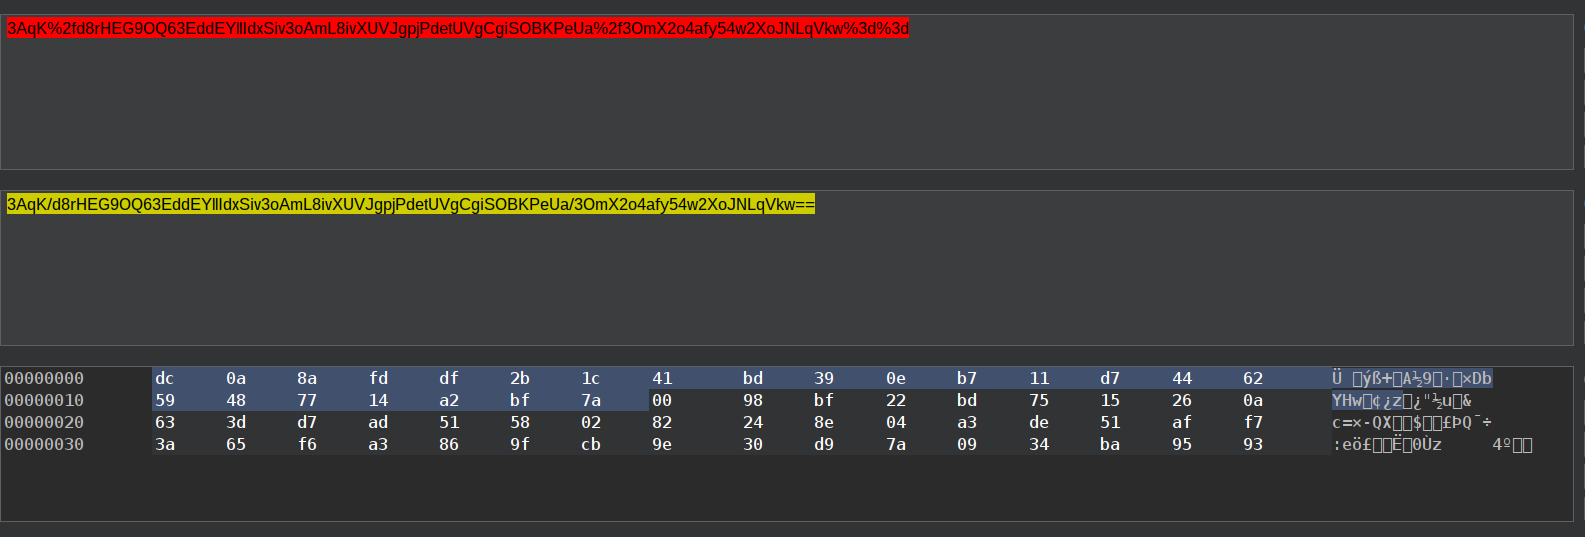 3AqK%2fd8rHEG9OQ63EddEYllIdxSiv3oAmL8ivXUVJgpjPdetUVgCgiSOBKPeUa%2f3OmX2o4afy54w2XoJNLqVkw%3d%3d
3AqK/d8rHEG9OQ63EddEYllIdxSiv3oAmL8ivXUVJgpjPdetUVgCgiSOBKPeUa/3OmX2o4afy54w2XoJNLqVkw==
00000000 dc 0a 8a fd df 2b 1c 41 bd 39 0e b7 11 d7 44 62 Ü □ýß+□A½9□·□×Db
00000010 59 48 77 14 a2 bf 7a 00 98 bf 22 bd 75 15 26 0a YHw□¢¿z□¿"½u□&
00000020 63 3d d7 ad 51 58 02 82 24 8e 04 a3 de 51 af f7 c=×-QX□□$□□£ÞQ¯÷
00000030 3a 65 f6 a3 86 9f cb 9e 30 d9 7a 09 34 ba 95 93 :eö£□□Ë□0Ùz 4º□□